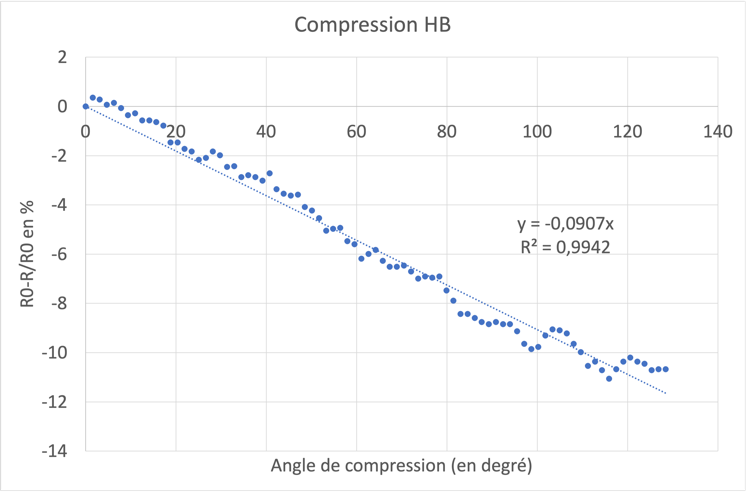 Compression HB
2
0
0 20 40 60 80 100 120 140
-2
-4
y = -0,0907x
-6
R² = 0,9942
-8
-10
-12
-14
R0-R/R0 en %
Angle de compression (en degré)